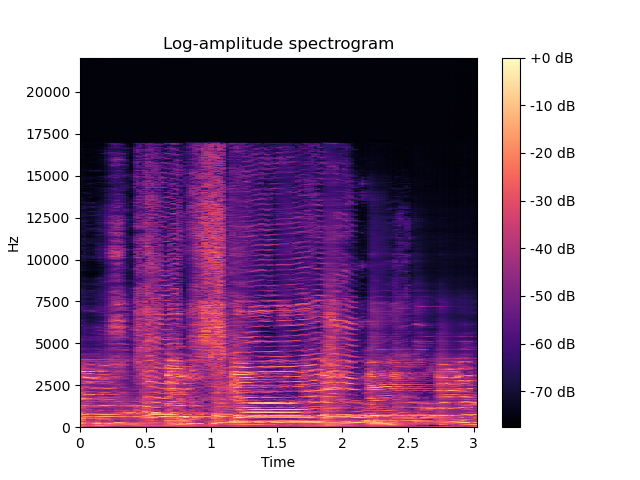 Log-amplitude spectrogram
Hz
20000
17500
15000
12500
10000
7500
5000
2500
0
0 0.5 1 1.5 2 2.5 3
Time
+0 dB
-10 dB
-20 dB
-30 dB
-40 dB
-50 dB
-60 dB
-70 dB